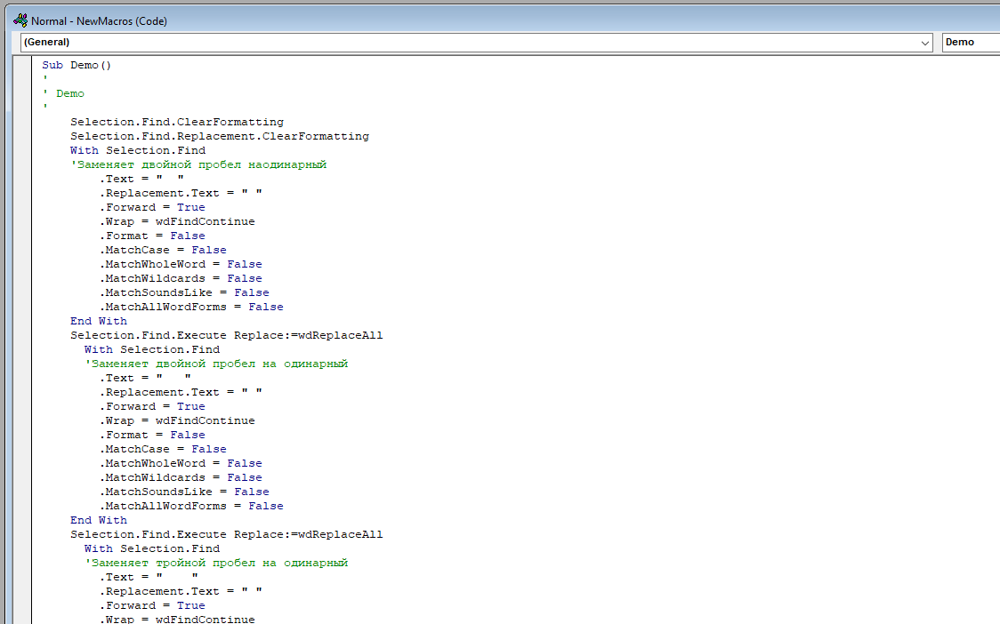 Normal - NewMacros (Code)
(General)
Demo
Sub Demo()
'
' Demo
'
    Selection.Find.ClearFormatting
    Selection.Find.Replacement.ClearFormatting
    With Selection.Find
    'Заменяет двойной пробел наодинарный
        .Text = "  "
        .Replacement.Text = " "
        .Forward = True
        .Wrap = wdFindContinue
        .Format = False
        .MatchCase = False
        .MatchWholeWord = False
        .MatchWildcards = False
        .MatchSoundsLike = False
        .MatchAllWordForms = False
    End With
    Selection.Find.Execute Replace:=wdReplaceAll
      With Selection.Find
      'Заменяет двойной пробел на одинарный
        .Text = "   "
        .Replacement.Text = " "
        .Forward = True
        .Wrap = wdFindContinue
        .Format = False
        .MatchCase = False
        .MatchWholeWord = False
        .MatchWildcards = False
        .MatchSoundsLike = False
        .MatchAllWordForms = False
    End With
    Selection.Find.Execute Replace:=wdReplaceAll
      With Selection.Find
      'Заменяет тройной пробел на одинарный
        .Text = "    "
        .Replacement.Text = " "
        .Forward = True
        .Wrap = wdFindContinue